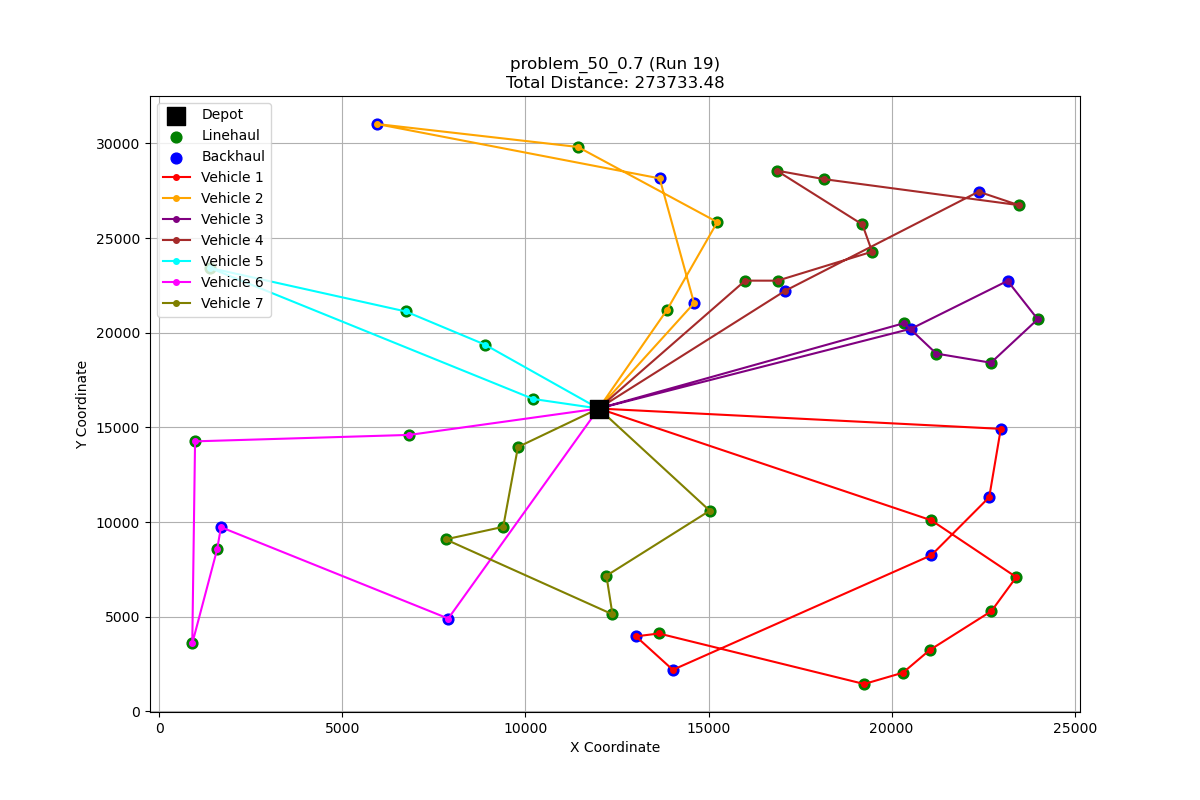 problem_50_0.7 (Run 19)
Total Distance: 273733.48
Depot
Linehaul
Backhaul
Vehicle 1
Vehicle 2
Vehicle 3
Vehicle 4
Vehicle 5
Vehicle 6
Vehicle 7
30000
25000
20000
15000
10000
5000
0
Y Coordinate
0 5000 10000 15000 20000 25000
X Coordinate